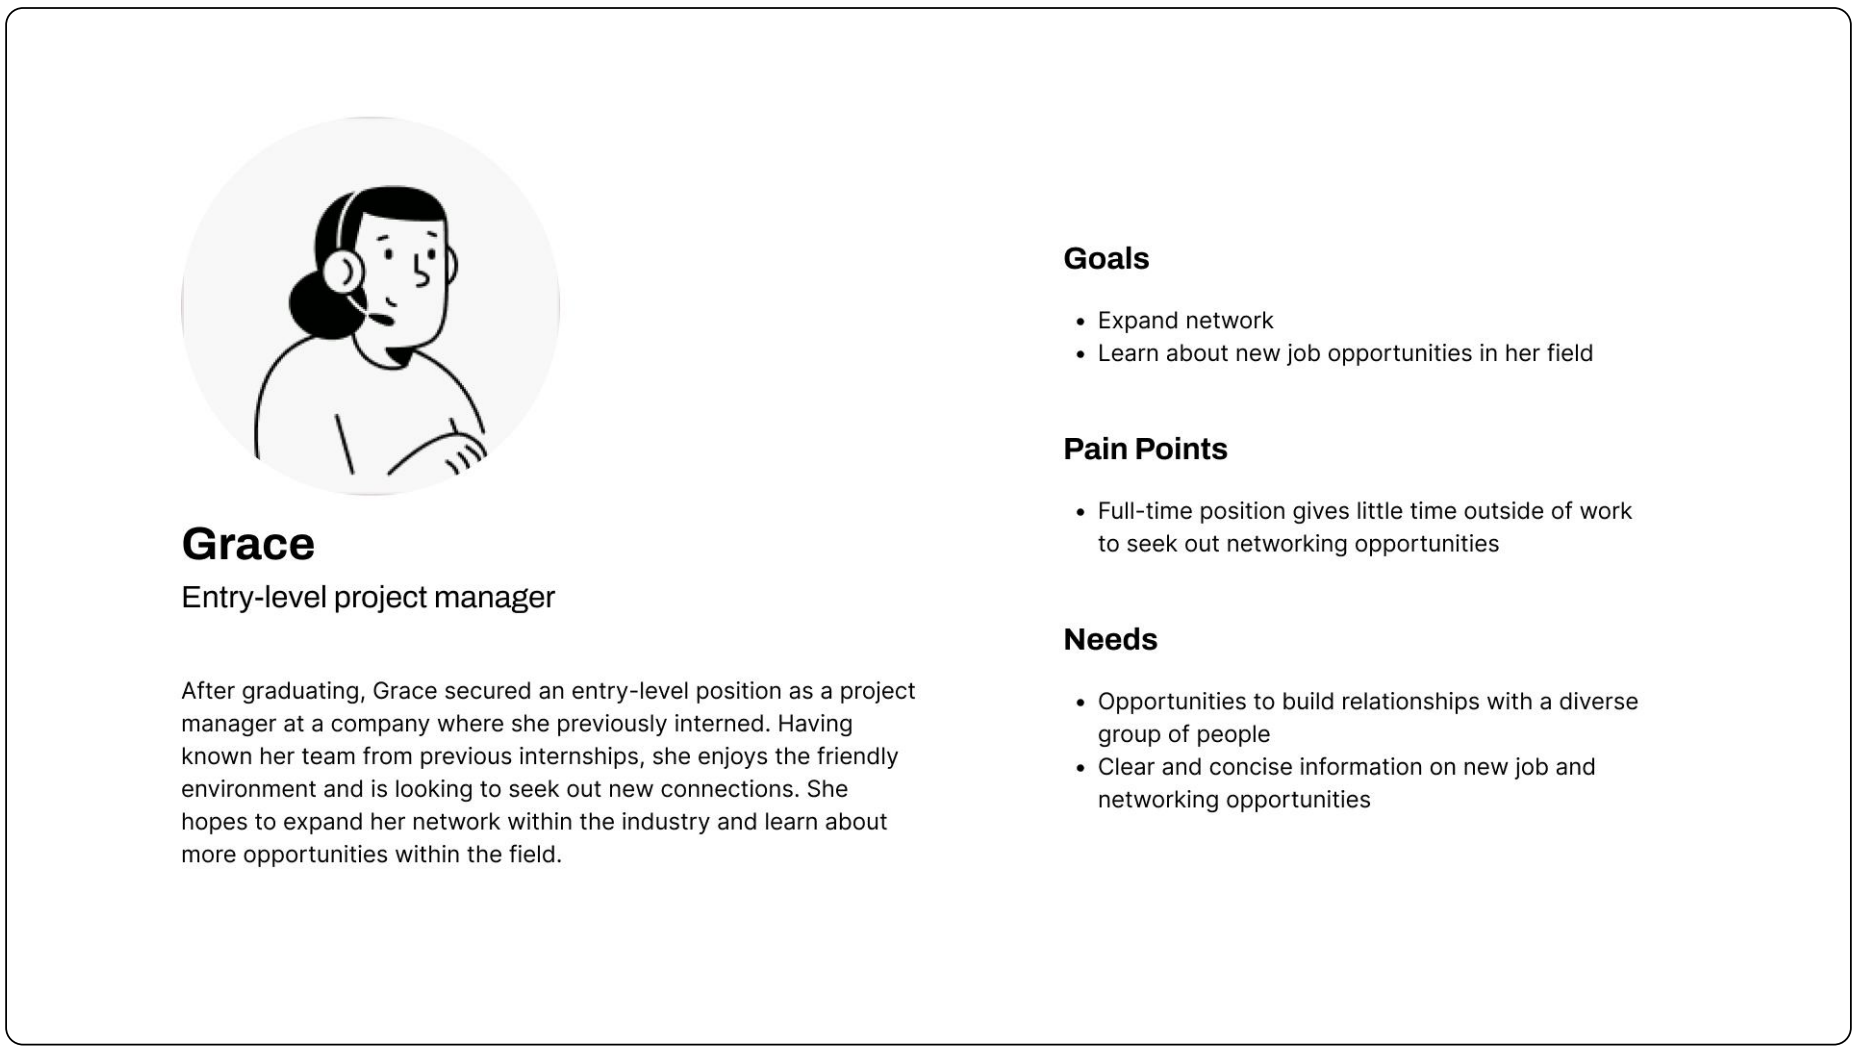 Grace
Entry-level project manager
After graduating, Grace secured an entry-level position as a project
manager at a company where she previously interned. Having
known her team from previous internships, she enjoys the friendly
environment and is looking to seek out new connections. She
hopes to expand her network within the industry and learn about
more opportunities within the field.
Goals
• Expand network
• Learn about new job opportunities in her field
Pain Points
• Full-time position gives little time outside of work
to seek out networking opportunities
Needs
• Opportunities to build relationships with a diverse
group of people
• Clear and concise information on new job and
networking opportunities